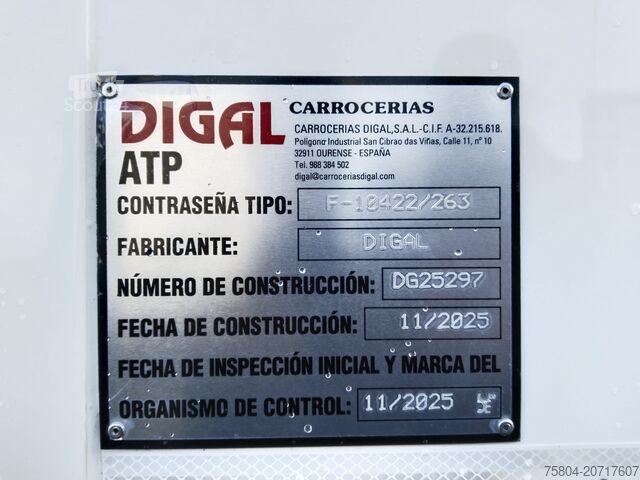 Truck
Scout24
DIGAL CARROCERIAS
CARROCERIAS DIGAL,S.A.L.-C.I.F. A-32.215.618.
Polígono Industrial San Cibrao das Viñas, Calle 11, nº 10
32911 OURENSE - ESPAÑA
Tel. 988 384 502
digal@carroceriasdigal.com
ATP
CONTRASEÑA TIPO: F-10422/263
FABRICANTE: DIGAL
NÚMERO DE CONSTRUCCIÓN: DG25297
FECHA DE CONSTRUCCIÓN: 11/2025
FECHA DE INSPECCIÓN INICIAL Y MARCA DEL
ORGANISMO DE CONTROL: 11/2025
75804-20717607